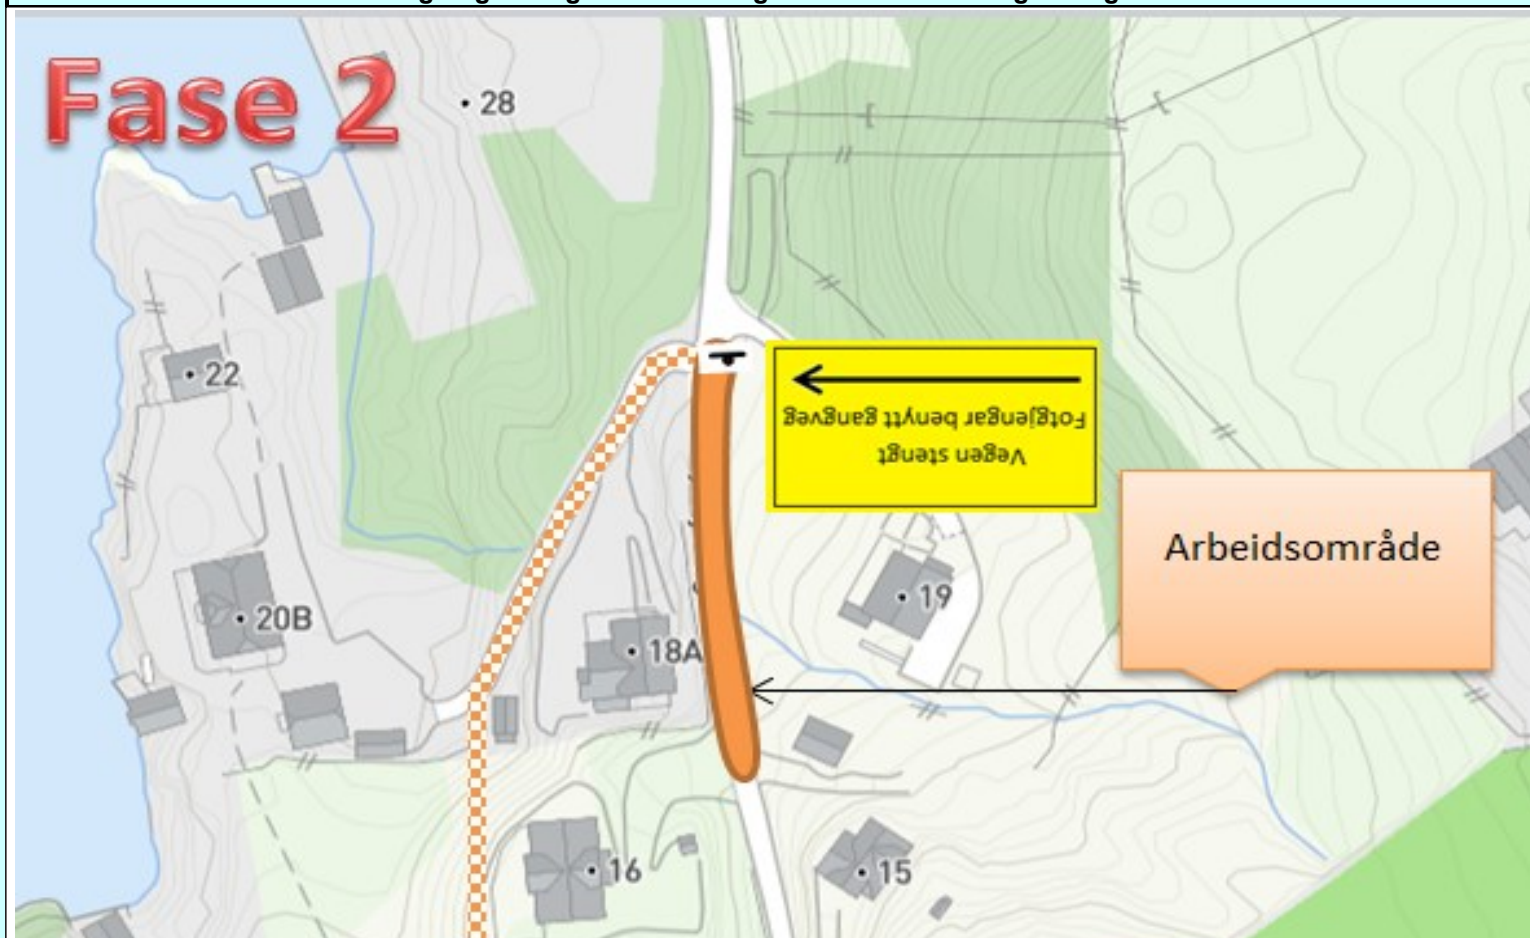 Fase 2
28
22
Vegen stengt
Fotgjengar benytt gangveg
Arbeidsområde
19
20B
18A
16
15